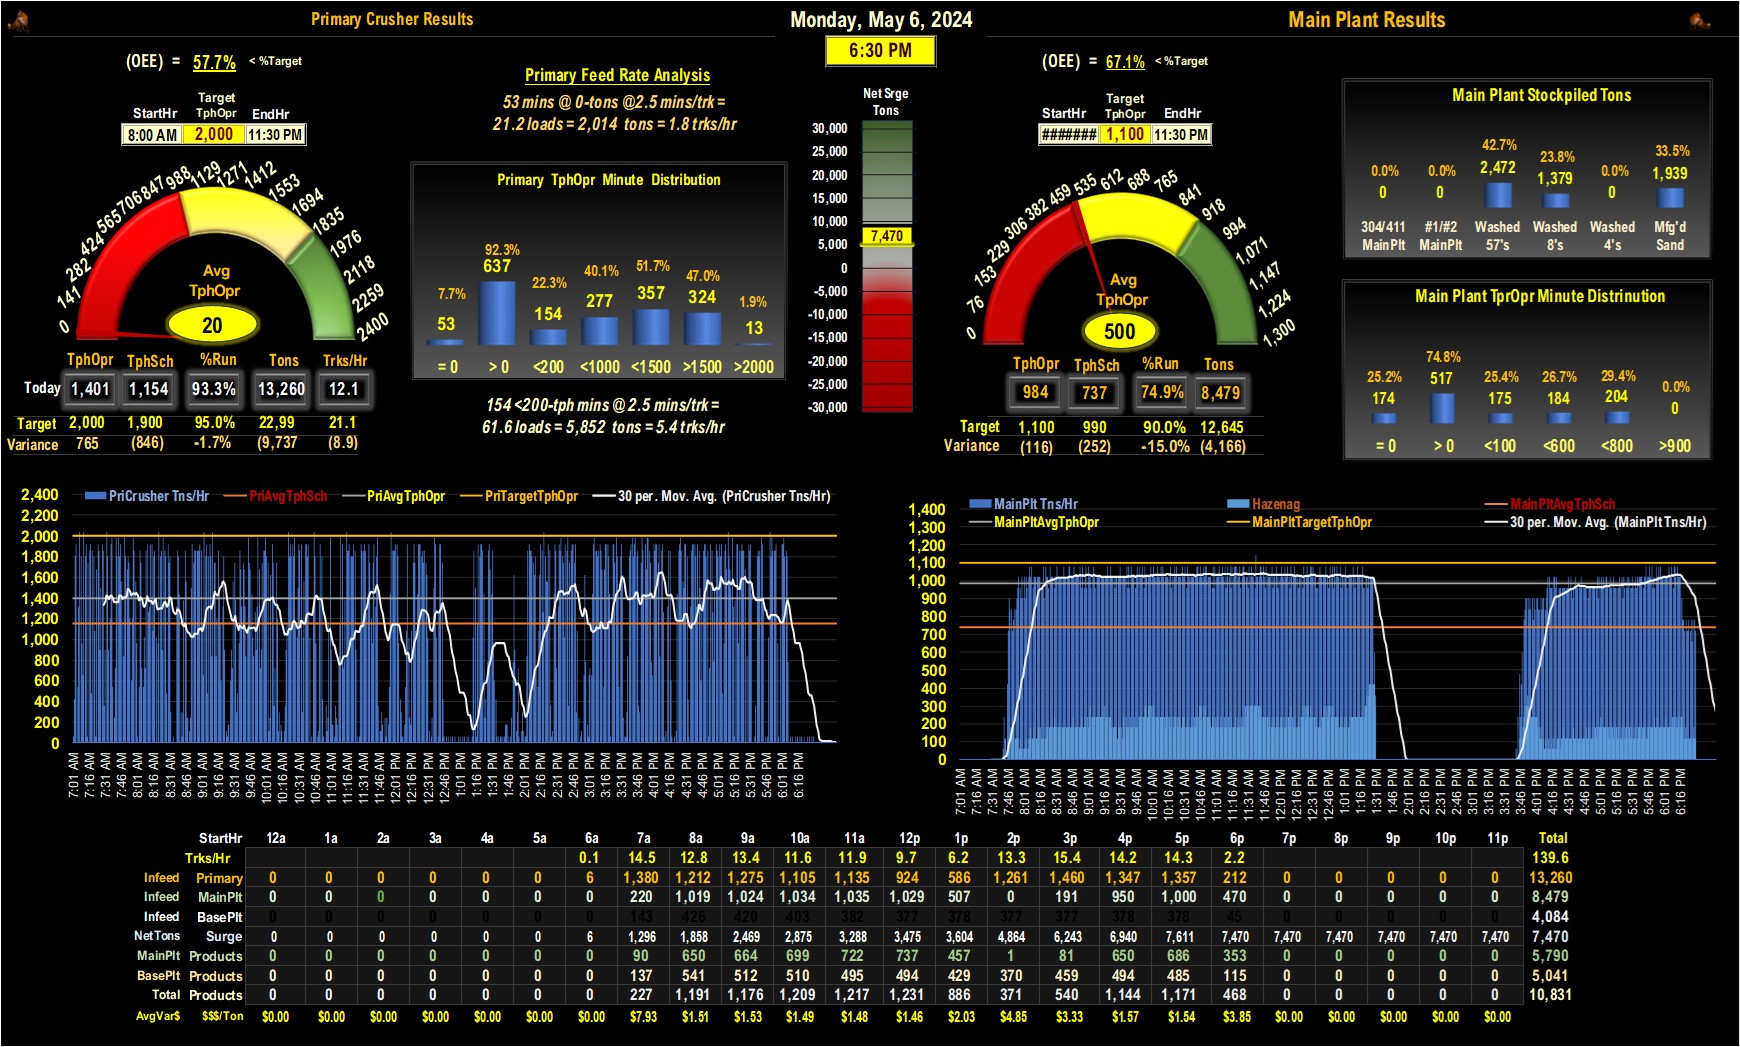 Primary Crusher Results
Monday, May 6, 2024
Main Plant Results
6:30 PM
(OEE) = 57.7% < %Target
StartHr Target TphOpr EndHr
8:00 AM 2,000 11:30 PM
Primary Feed Rate Analysis
53 mins @ 0-tons @2.5 mins/trk =
21.2 loads = 2,014 tons = 1.8 trks/hr
0 141 282 424 565 706 847 988 1129 1271 1412 1553 1694 1835 1976 2118 2259 2400
Avg
TphOpr
20
TphOpr TphSch %Run Tons Trks/Hr
Today 1,401 1,154 93.3% 13,260 12.1
Target 2,000 1,900 95.0% 22,99 21.1
Variance 765 (846) -1.7% (9,737 (8.9)
Primary TphOpr Minute Distribution
7.7% 92.3% 22.3% 40.1% 51.7% 47.0% 1.9%
53 637 154 277 357 324 13
= 0 > 0 <200 <1000 <1500 >1500 >2000
154 <200-tph mins @ 2.5 mins/trk =
61.6 loads = 5,852 tons = 5.4 trks/hr
Net Srge
Tons
30,000
25,000
20,000
15,000
10,000
7,470
5,000
0
-5,000
-10,000
-15,000
-20,000
-25,000
-30,000
(OEE) = 67.1% < %Target
StartHr Target TphOpr EndHr
####### 1,100 11:30 PM
0 76 153 229 306 382 459 535 612 688 765 841 918 994 1,071 1,147 1,224 1,300
Avg
TphOpr
500
TphOpr TphSch %Run Tons
984 737 74.9% 8,479
Target 1,100 990 90.0% 12,645
Variance (116) (252) -15.0% (4,166)
Main Plant Stockpiled Tons
0.0% 0.0% 42.7% 23.8% 0.0% 33.5%
0 0 2,472 1,379 0 1,939
304/411 #1/#2 Washed Washed Washed Mfg'd
MainPlt MainPlt 57's 8's 4's Sand
Main Plant TprOpr Minute Distrinution
25.2% 74.8% 25.4% 26.7% 29.4% 0.0%
174 517 175 184 204 0
= 0 > 0 <100 <600 <800 >900
PriCrusher Tns/Hr PriAvgTphSch PriAvgTphOpr PriTargetTphOpr 30 per. Mov. Avg. (PriCrusher Tns/Hr)
2,400
2,200
2,000
1,800
1,600
1,400
1,200
1,000
800
600
400
200
0
7:01 AM 7:16 AM 7:31 AM 7:46 AM 8:01 AM 8:16 AM 8:31 AM 8:46 AM 9:01 AM 9:16 AM 9:31 AM 9:46 AM 10:01 AM 10:16 AM 10:31 AM 10:46 AM 11:01 AM 11:16 AM 11:31 AM 11:46 AM 12:01 PM 12:16 PM 12:31 PM 12:46 PM 1:01 PM 1:16 PM 1:31 PM 1:46 PM 2:01 PM 2:16 PM 2:31 PM 2:46 PM 3:01 PM 3:16 PM 3:31 PM 3:46 PM 4:01 PM 4:16 PM 4:31 PM 4:46 PM 5:01 PM 5:16 PM 5:31 PM 5:46 PM 6:01 PM 6:16 PM
MainPlt Tns/Hr Hazenag MainPltAvgTphSch
MainPltAvgTphOpr MainPltTargetTphOpr 30 per. Mov. Avg. (MainPlt Tns/Hr)
1,400
1,300
1,200
1,100
1,000
900
800
700
600
500
400
300
200
100
0
7:01 AM 7:16 AM 7:31 AM 7:46 AM 8:01 AM 8:16 AM 8:31 AM 8:46 AM 9:01 AM 9:16 AM 9:31 AM 9:46 AM 10:01 AM 10:16 AM 10:31 AM 10:46 AM 11:01 AM 11:16 AM 11:31 AM 11:46 AM 12:01 PM 12:16 PM 12:31 PM 12:46 PM 1:01 PM 1:16 PM 1:31 PM 1:46 PM 2:01 PM 2:16 PM 2:31 PM 2:46 PM 3:01 PM 3:16 PM 3:31 PM 3:46 PM 4:01 PM 4:16 PM 4:31 PM 4:46 PM 5:01 PM 5:16 PM 5:31 PM 5:46 PM 6:01 PM 6:16 PM
StartHr 12a 1a 2a 3a 4a 5a 6a 7a 8a 9a 10a 11a 12p 1p 2p 3p 4p 5p 6p 7p 8p 9p 10p 11p Total
Trks/Hr 0.1 14.5 12.8 13.4 11.6 11.9 9.7 6.2 13.3 15.4 14.2 14.3 2.2 139.6
Infeed Primary 0 0 0 0 0 0 6 1,380 1,212 1,275 1,105 1,135 924 586 1,261 1,460 1,347 1,357 212 0 0 0 0 0 13,260
Infeed MainPlt 0 0 0 0 0 0 0 220 1,019 1,024 1,034 1,035 1,029 507 0 191 950 1,000 470 0 0 0 0 0 8,479
Infeed BasePlt 0 0 0 0 0 0 0 143 426 420 403 382 377 378 377 377 378 378 45 0 0 0 0 0 4,084
NetTons Surge 0 0 0 0 0 0 6 1,296 1,858 2,469 2,875 3,288 3,475 3,604 4,864 6,243 6,940 7,611 7,470 7,470 7,470 7,470 7,470 7,470 7,470
MainPlt Products 0 0 0 0 0 0 0 90 650 664 699 722 737 457 1 81 650 686 353 0 0 0 0 0 5,790
BasePlt Products 0 0 0 0 0 0 0 137 541 512 510 495 494 429 370 459 494 485 115 0 0 0 0 0 5,041
Total Products 0 0 0 0 0 0 0 227 1,191 1,176 1,209 1,217 1,231 886 371 540 1,144 1,171 468 0 0 0 0 0 10,831
AvgVar$ $$$/Ton $0.00 $0.00 $0.00 $0.00 $0.00 $0.00 $0.00 $7.93 $1.51 $1.53 $1.49 $1.48 $1.46 $2.03 $4.85 $3.33 $1.57 $1.54 $3.85 $0.00 $0.00 $0.00 $0.00 $0.00